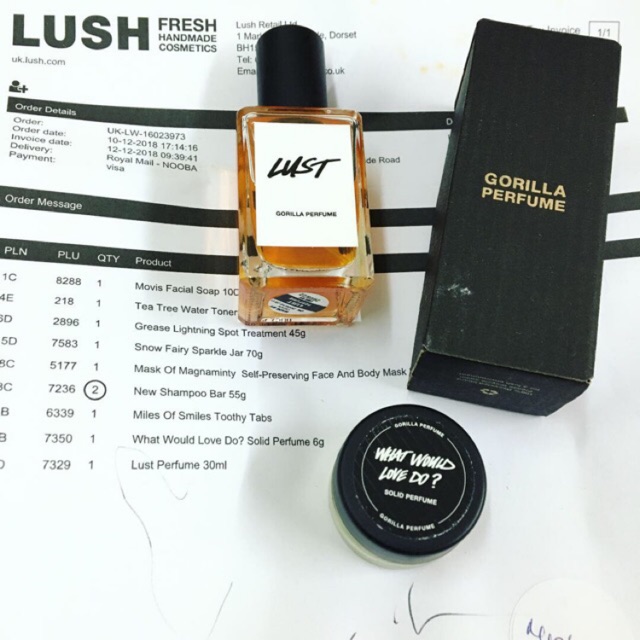 LUSH FRESH HANDMADE COSMETICS
uk.lush.com
Lush Retail
Dorset
Tel:
Invoice
1/1
Order Details
Order: UK-LW-16023973
Order date: 10-12-2018 17:14:16
Invoice date: 12-12-2018 09:39:41
Delivery: Royal Mail - NOOBA
Payment: visa
Road
Order Message
PLN PLU QTY Product
1C 8288 1 Movis Facial Soap
4E 218 1 Tea Tree Water Toner
6D 2896 1 Grease Lightning Spot Treatment 45g
5D 7583 1 Snow Fairy Sparkle Jar 70g
8C 5177 1 Mask Of Magnaminty Self-Preserving Face And Body Mask
8C 7236 2 New Shampoo Bar 55g
B 6339 1 Miles Of Smiles Toothy Tabs
B 7350 1 What Would Love Do? Solid Perfume 6g
7329 1 Lust Perfume 30ml
LUST
GORILLA PERFUME
GORILLA
PERFUME
GORILLA PERFUME
WHAT WOULD
LOVE DO?
SOLID PERFUME
GORILLA PERFUME